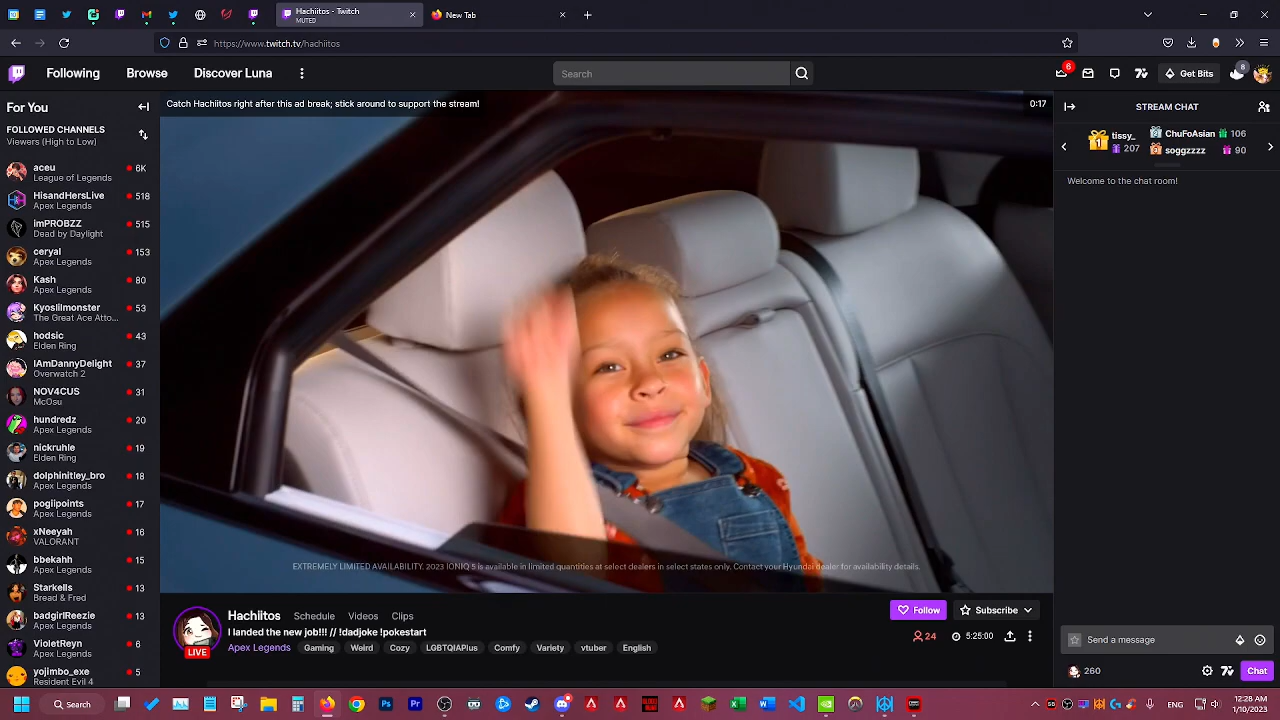 Hachiitos - Twitch
New Tab
https://www.twitch.tv/hachiitos
Following
Browse
Discover Luna
Search
6
Get Bits
8
For You
FOLLOWED CHANNELS
Viewers (High to Low)
aceu
6K
League of Legends
HisandHersLive
518
Apex Legends
imPROBZZ
515
Dead by Daylight
ceryal
153
Apex Legends
Kash
80
Apex Legends
Kyoslilmonster
53
The Great Ace Atto...
hodsic
43
Elden Ring
IAmDannyDelight
37
Overwatch 2
NOV4CUS
31
McOsu
hundredz
20
Apex Legends
nickruhle
19
Elden Ring
dolphinitley_bro
18
Apex Legends
pogilopints
17
Apex Legends
xNeeyah
16
VALORANT
bbekahh
15
Apex Legends
Starkells
13
Bread & Fred
badgirlReezie
13
Apex Legends
VioletReyn
6
Apex Legends
yojimbo_exe
5
Resident Evil 4
Catch Hachiitos right after this ad break; stick around to support the stream!
0:17
EXTREMELY LIMITED AVAILABILITY. 2023 IONIQ 5 is available in limited quantities at select dealers in select states only. Contact your Hyundai dealer for availability details.
Hachiitos
Schedule
Videos
Clips
I landed the new job!!! // !dadjoke !pokestart
Apex Legends
Gaming
Weird
Cozy
LGBTQIAPlus
Comfy
Variety
vtuber
English
LIVE
Follow
Subscribe
24
5:25:00
STREAM CHAT
1
tissy_
207
2
ChuFoAsian
106
3
soggzzzz
90
Welcome to the chat room!
Send a message
260
Chat
Search
12:28 AM
1/10/2023